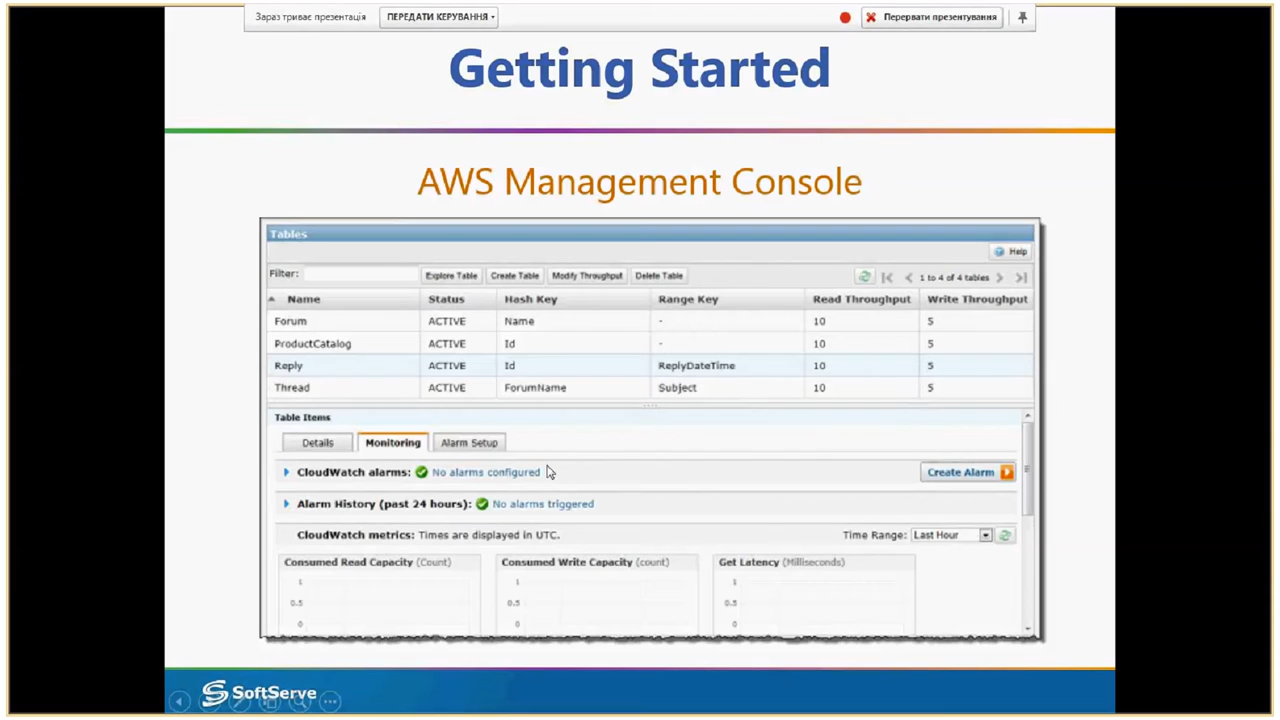 Зараз триває презентація ПЕРЕДАТИ КЕРУВАННЯ Перервати презентування
Getting Started
AWS Management Console
Tables
Help
Filter: Explore Table Create Table Modify Throughput Delete Table 1 to 4 of 4 tables
Name Status Hash Key Range Key Read Throughput Write Throughput
Forum ACTIVE Name - 10 5
ProductCatalog ACTIVE Id - 10 5
Reply ACTIVE Id ReplyDateTime 10 5
Thread ACTIVE ForumName Subject 10 5
Table Items
Details Monitoring Alarm Setup
CloudWatch alarms: No alarms configured Create Alarm
Alarm History (past 24 hours): No alarms triggered
CloudWatch metrics: Times are displayed in UTC. Time Range: Last Hour
Consumed Read Capacity (Count) Consumed Write Capacity (count) Get Latency (Milliseconds)
1 1 1
0.5 0.5 0.5
0 0 0
SoftServe